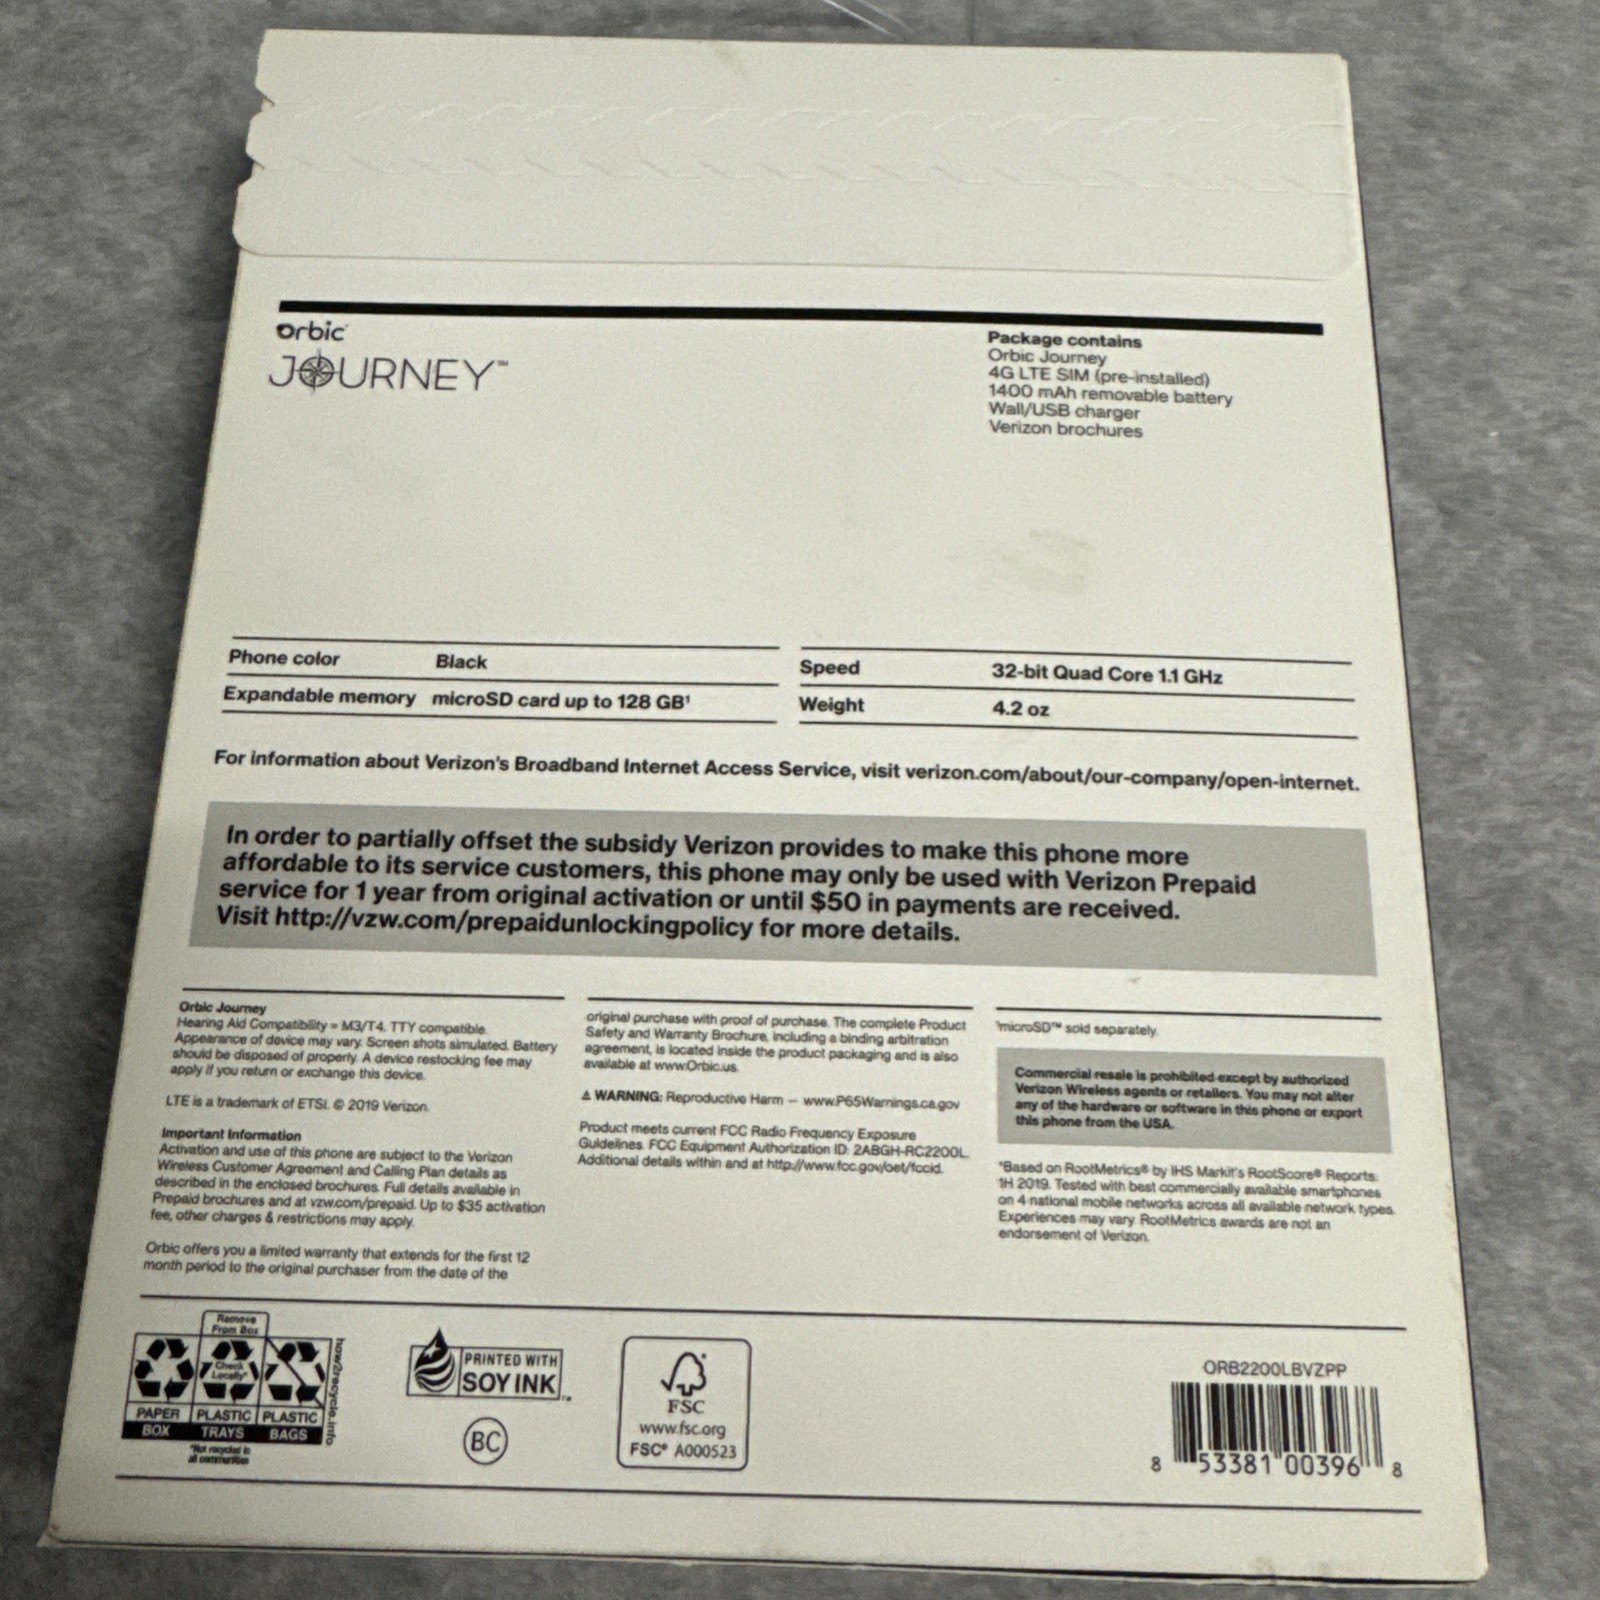 Orbic
JOURNEY™
Package contains
Orbic Journey
4G LTE SIM (pre-installed)
1400 mAh removable battery
Wall/USB charger
Verizon brochures
Phone color Black
Expandable memory microSD card up to 128 GB¹
Speed 32-bit Quad Core 1.1 GHz
Weight 4.2 oz
For information about Verizon's Broadband Internet Access Service, visit verizon.com/about/our-company/open-internet.
In order to partially offset the subsidy Verizon provides to make this phone more
affordable to its service customers, this phone may only be used with Verizon Prepaid
service for 1 year from original activation or until $50 in payments are received.
Visit http://vzw.com/prepaidunlockingpolicy for more details.
Orbic Journey
Hearing Aid Compatibility = M3/T4. TTY compatible.
Appearance of device may vary. Screen shots simulated. Battery
should be disposed of properly. A device restocking fee may
apply if you return or exchange this device.
LTE is a trademark of ETSI. © 2019 Verizon.
Important Information
Activation and use of this phone are subject to the Verizon
Wireless Customer Agreement and Calling Plan details as
described in the enclosed brochures. Full details available in
Prepaid brochures and at vzw.com/prepaid. Up to $35 activation
fee, other charges & restrictions may apply.
Orbic offers you a limited warranty that extends for the first 12
month period to the original purchaser from the date of the
original purchase with proof of purchase. The complete Product
Safety and Warranty Brochure, including a binding arbitration
agreement, is located inside the product packaging and is also
available at www.Orbic.us.
⚠ WARNING: Reproductive Harm – www.P65Warnings.ca.gov
Product meets current FCC Radio Frequency Exposure
Guidelines. FCC Equipment Authorization ID: 2ABGH-RC2200L.
Additional details within and at http://www.fcc.gov/oet/fccid.
¹microSD™ sold separately.
Commercial resale is prohibited except by authorized
Verizon Wireless agents or retailers. You may not alter
any of the hardware or software in this phone or export
this phone from the USA.
*Based on RootMetrics® by IHS Markit's RootScore® Reports:
1H 2019. Tested with best commercially available smartphones
on 4 national mobile networks across all available network types.
Experiences may vary. RootMetrics awards are not an
endorsement of Verizon.
Remove
From Box
Check
Locally*
PAPER PLASTIC PLASTIC
BOX TRAYS BAGS
*Not recycled in
all communities
how2recycle.info
PRINTED WITH
SOY INK™
BC
FSC
www.fsc.org
FSC® A000523
ORB2200LBVZPP
8 53381 00396 8